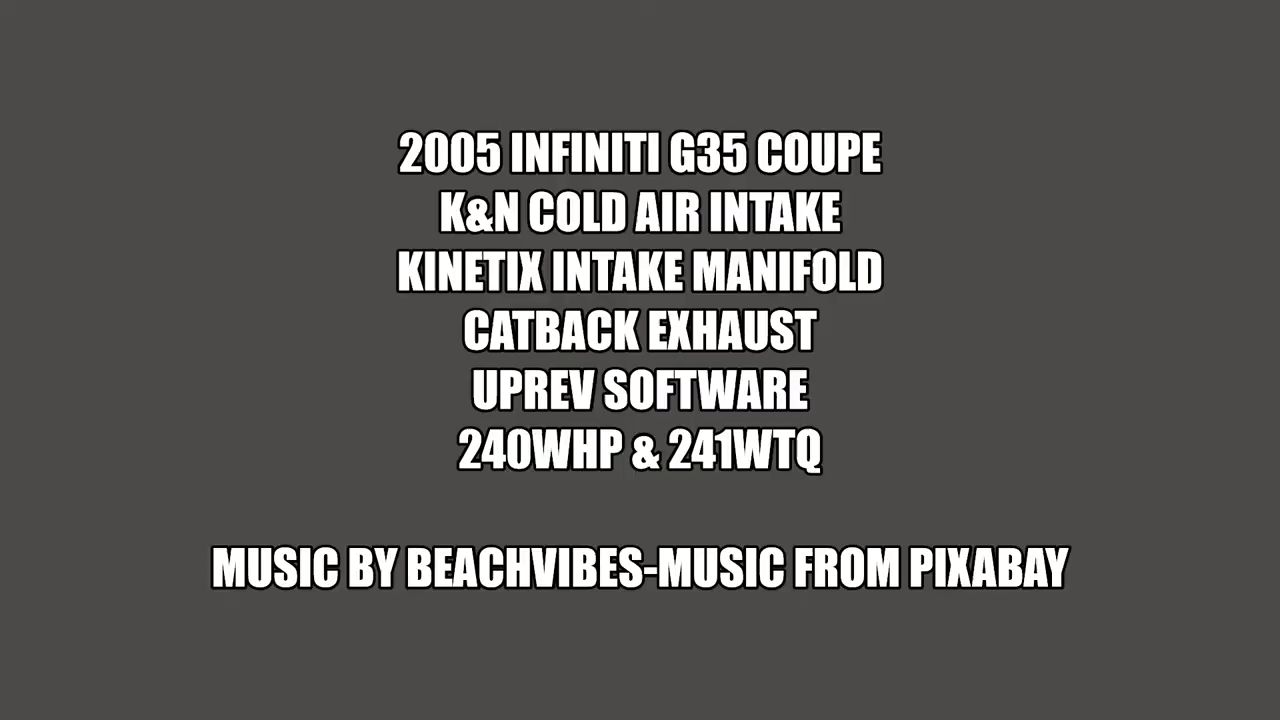 2005 INFINITI G35 COUPE
K&N COLD AIR INTAKE
KINETIX INTAKE MANIFOLD
CATBACK EXHAUST
UPREV SOFTWARE
240WHP & 241WTQ
MUSIC BY BEACHVIBES-MUSIC FROM PIXABAY